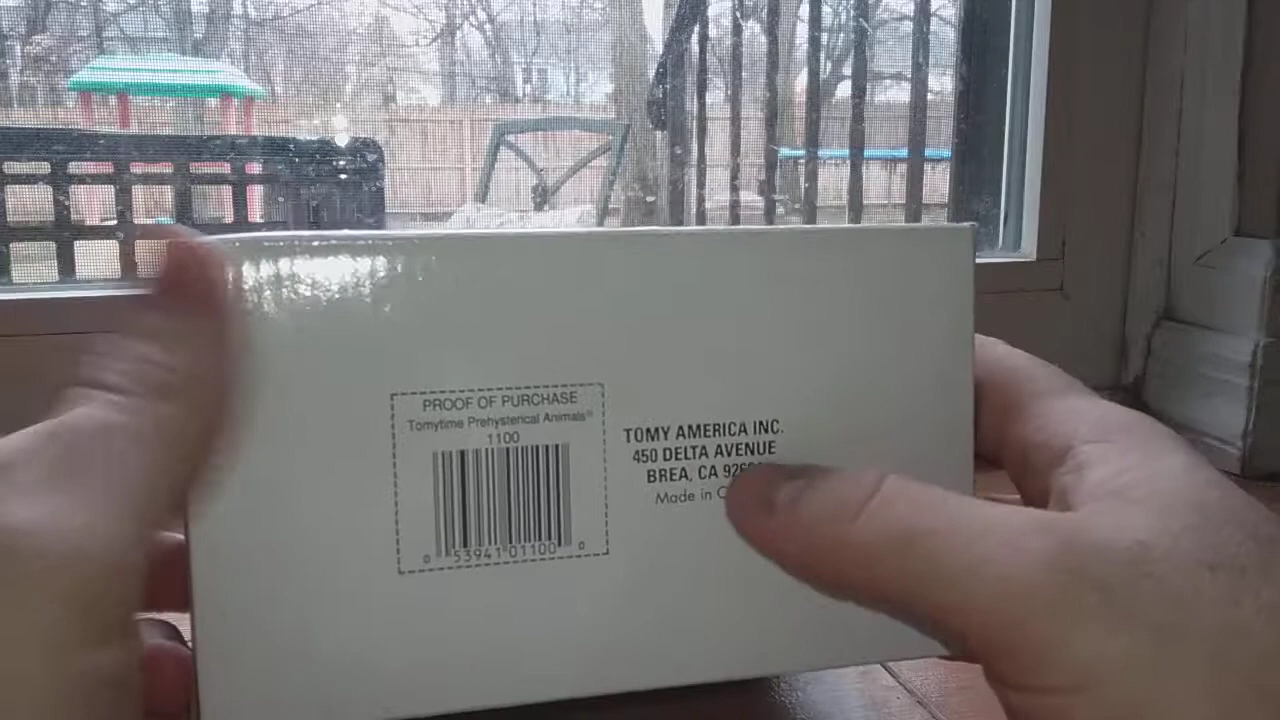 PROOF OF PURCHASE
Tomytime Prehysterical Animals®
1100
0 53941 01100 0
TOMY AMERICA INC.
450 DELTA AVENUE
BREA, CA
Made in